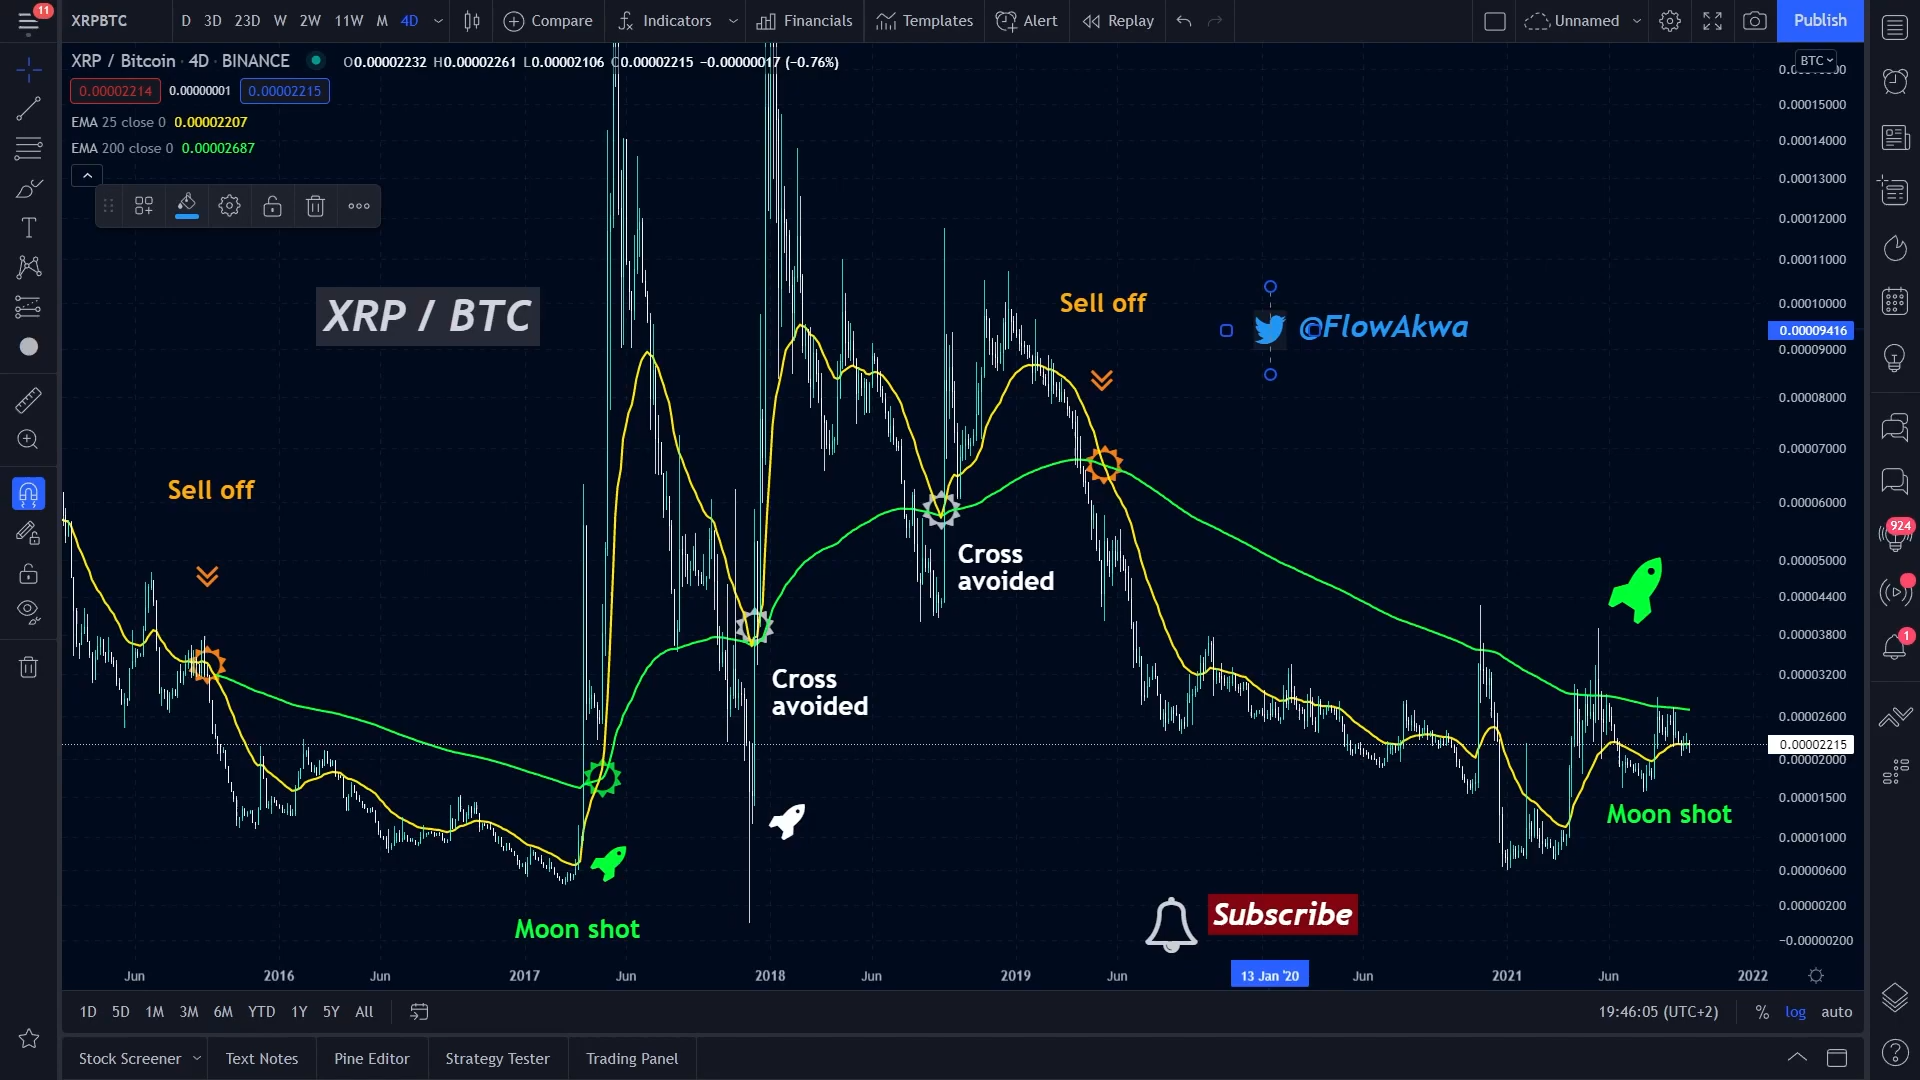 11
XRPBTC D 3D 23D W 2W 11W M 4D Compare Indicators Financials Templates Alert Replay Unnamed Publish
XRP / Bitcoin · 4D · BINANCE O0.00002232 H0.00002261 L0.00002106 C0.00002215 −0.00000017 (−0.76%)
0.00002214 0.00000001 0.00002215
EMA 25 close 0 0.00002207
EMA 200 close 0 0.00002687
BTC
0.00015000
0.00014000
0.00013000
0.00012000
0.00011000
0.00010000
0.00009416
0.00009000
0.00008000
0.00007000
0.00006000
0.00005000
0.00004400
0.00003800
0.00003200
0.00002600
0.00002215
0.00002000
0.00001500
0.00001000
0.00000600
0.00000200
−0.00000200
XRP / BTC
Sell off
@FlowAkwa
Sell off
Cross
avoided
Cross
avoided
Moon shot
Moon shot
Subscribe
924
1
Jun 2016 Jun 2017 Jun 2018 Jun 2019 Jun 13 Jan '20 Jun 2021 Jun 2022
1D 5D 1M 3M 6M YTD 1Y 5Y All 19:46:05 (UTC+2) % log auto
Stock Screener Text Notes Pine Editor Strategy Tester Trading Panel